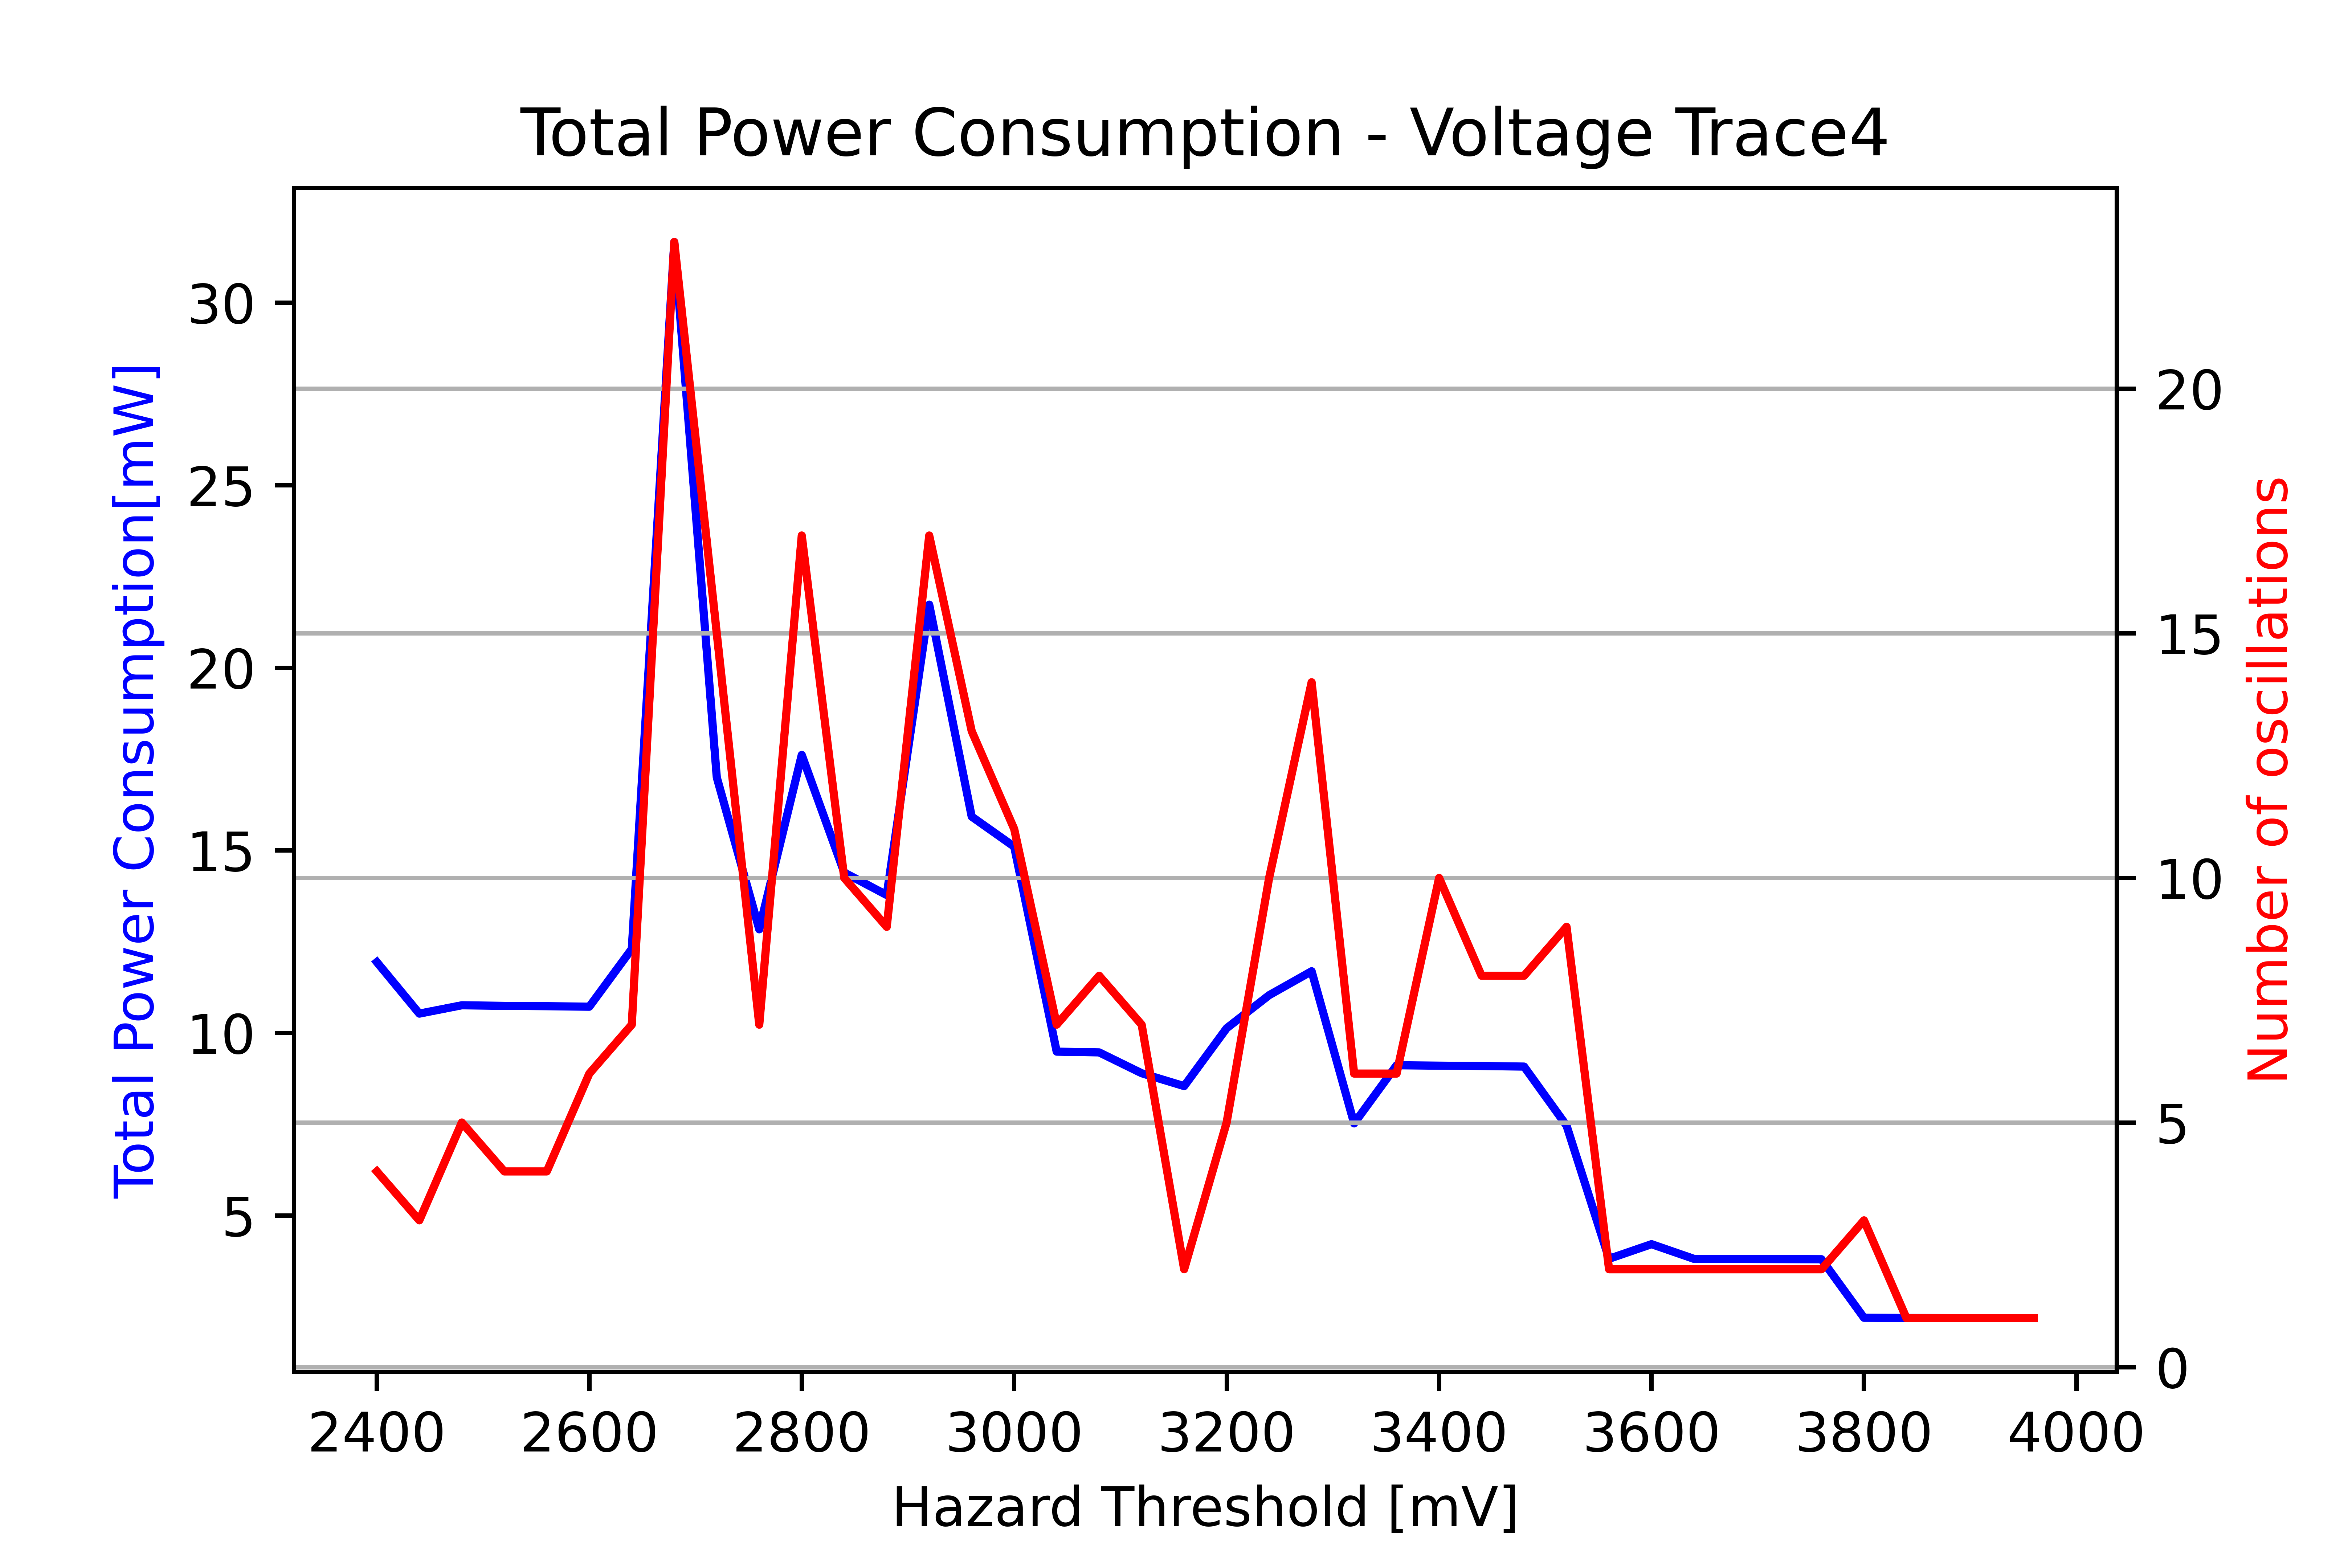 Total Power Consumption - Voltage Trace4
Total Power Consumption[mW]
30
25
20
15
10
5
20
15
10
5
0
Number of oscillations
2400 2600 2800 3000 3200 3400 3600 3800 4000
Hazard Threshold [mV]